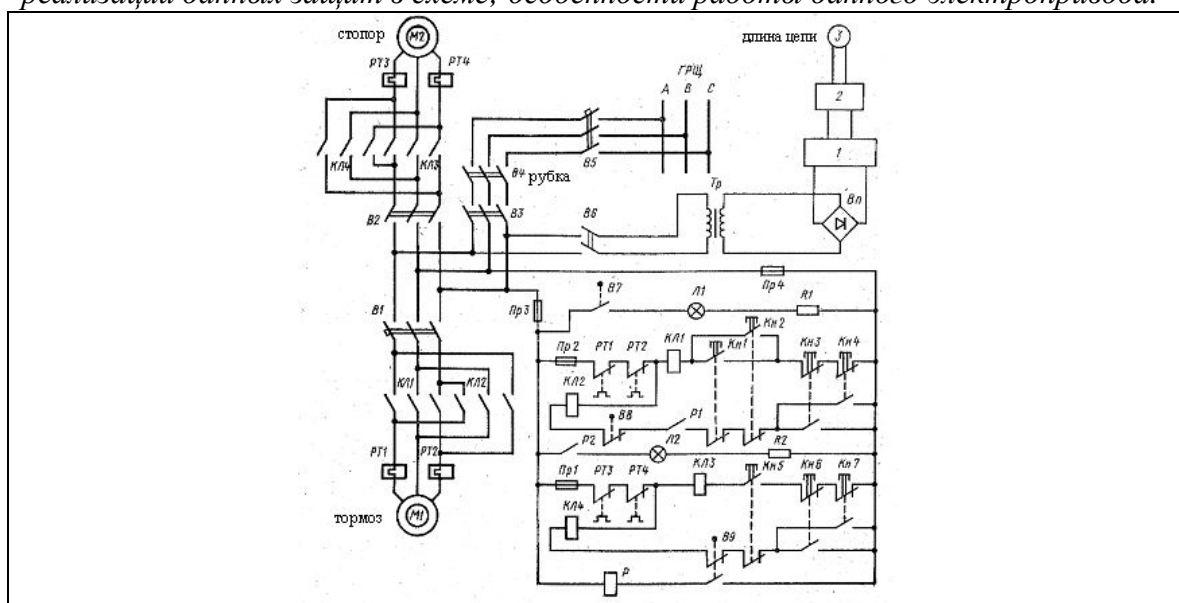 реализации данных защит в схеме, особенности работы данного электропривода.
стопор
М2
длина цепи
3
РТ3
РТ4
ГРЩ
А В С
2
1
КЛ4
КЛ3
В5
В4
рубка
Тр
Вп
В2
В3
В6
Пр4
В1
Пр3
В7
Л1
R1
Кн2
Пр2
РТ1
РТ2
КЛ1
Кн1
Кн3
Кн4
КЛ1
КЛ2
КЛ2
В8
Р1
Р2
Л2
R2
РТ1
РТ2
Пр1
РТ3
РТ4
КЛ3
Кн5
Кн6
Кн7
КЛ4
тормоз
М1
В9
Р